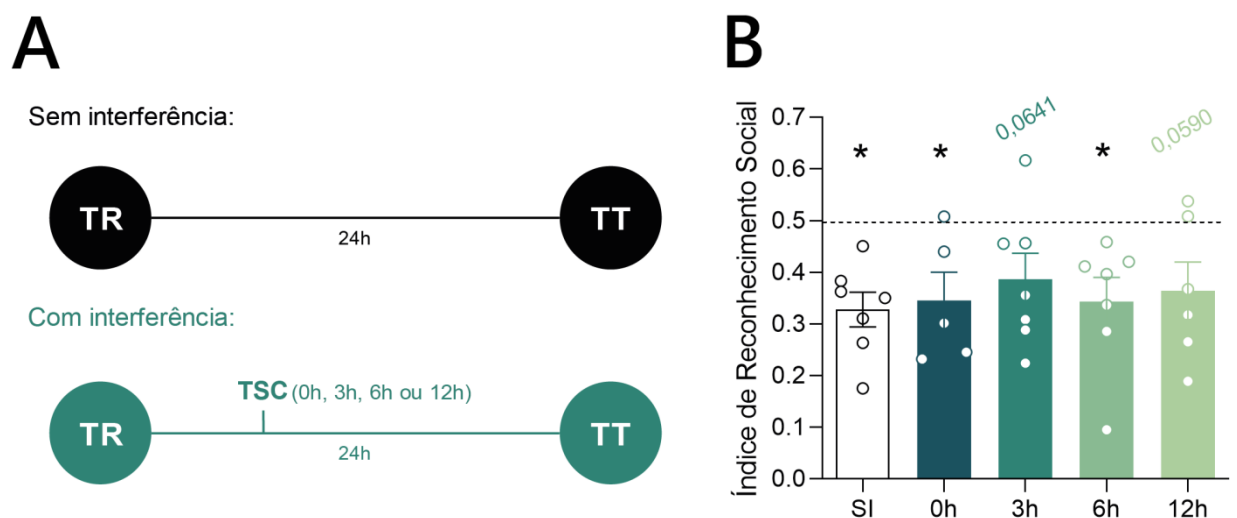 A
Sem interferência:
TR
24h
TT
Com interferência:
TSC (0h, 3h, 6h ou 12h)
TR
24h
TT
B
Índice de Reconhecimento Social
0.7
0.6
0.5
0.4
0.3
0.2
0.1
0.0
*
*
0,0641
*
0,0590
SI
0h
3h
6h
12h